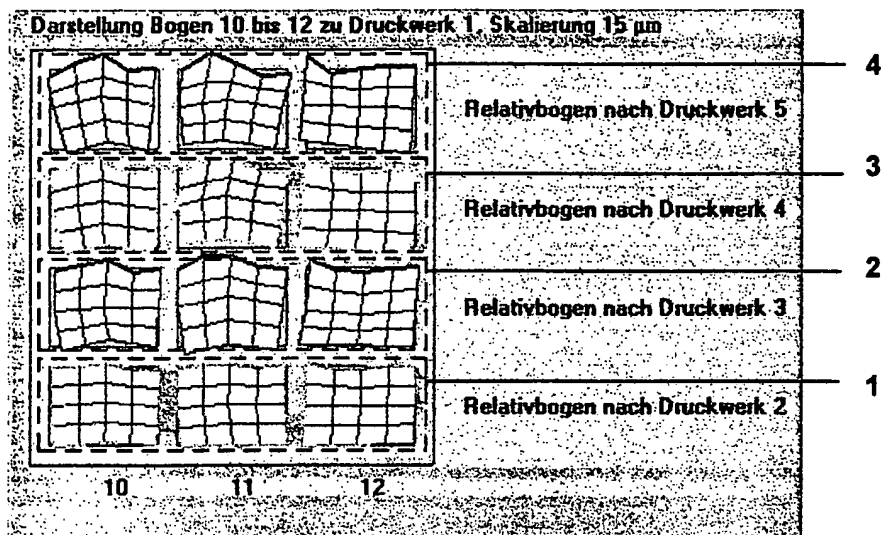 Darstellung Bogen 10 bis 12 zu Druckwerk 1, Skalierung 15 µm
4
Relativbogen nach Druckwerk 5
3
Relativbogen nach Druckwerk 4
2
Relativbogen nach Druckwerk 3
1
Relativbogen nach Druckwerk 2
10 11 12